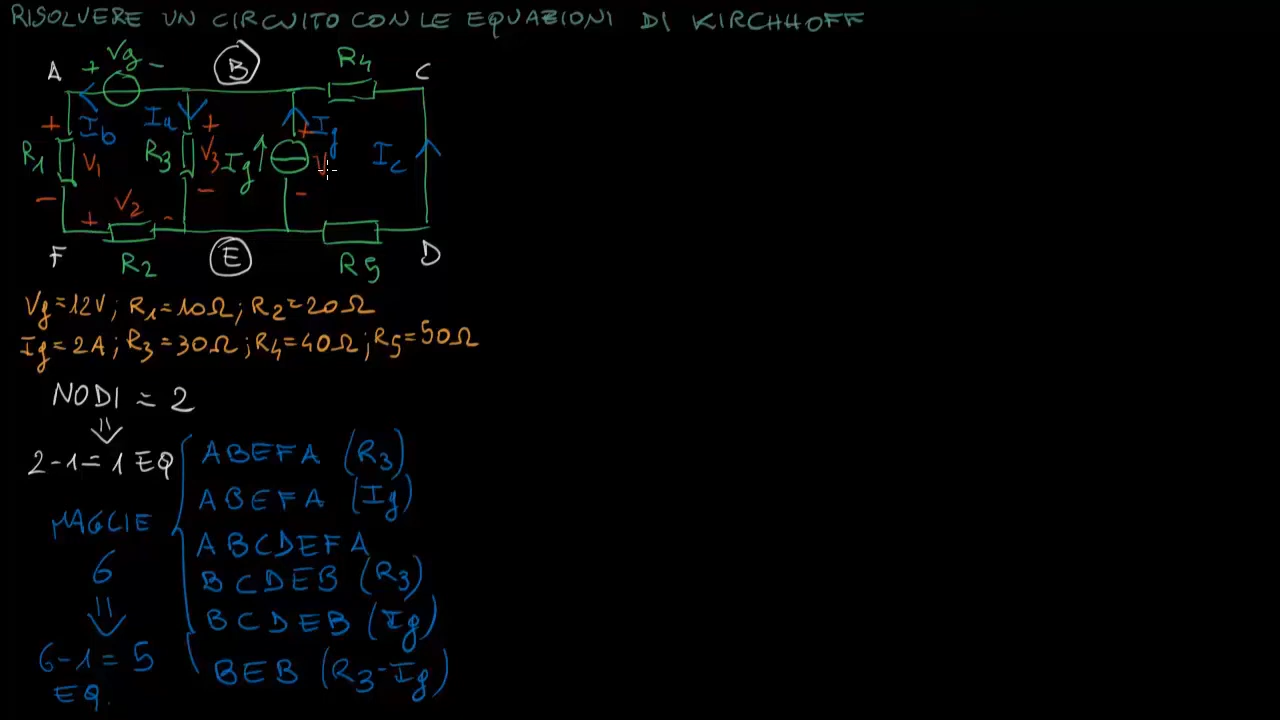 RISOLVERE UN CIRCUITO CON LE EQUAZIONI DI KIRCHHOFF
Vg R4
A + - B C
Ib Ia + + Ig
R1 V1 R3 V3 Ig V Ic
- + V2 - - -
F R2 E R5 D
Vg=12V; R1=10Ω; R2=20Ω
Ig=2A; R3=30Ω; R4=40Ω; R5=50Ω
NODI = 2
2-1=1 EQ
MAGLIE
6
6-1=5
EQ.
ABEFA (R3)
ABEFA (Ig)
ABCDEFA
BCDEB (R3)
BCDEB (Ig)
BEB (R3-Ig)